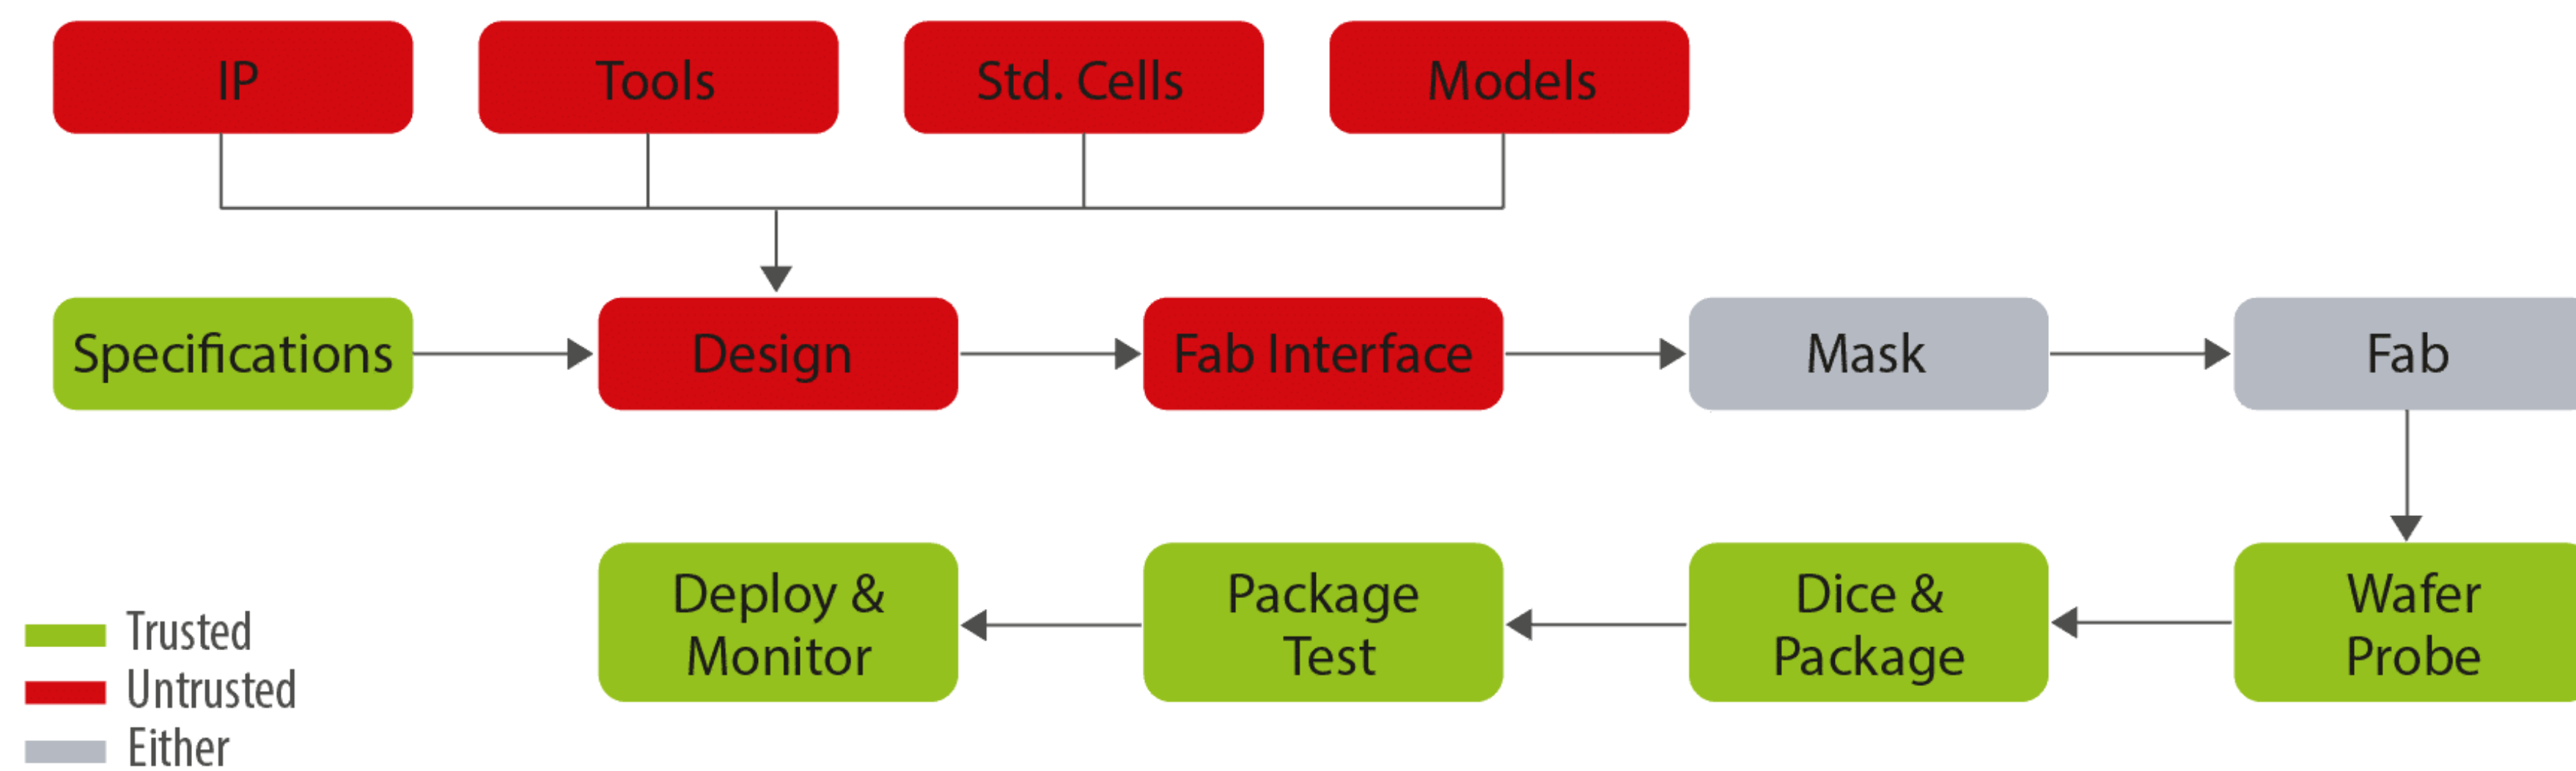 IP
Tools
Std. Cells
Models
Specifications
Design
Fab Interface
Mask
Fab
Deploy &
Monitor
Package
Test
Dice &
Package
Wafer
Probe
Trusted
Untrusted
Either